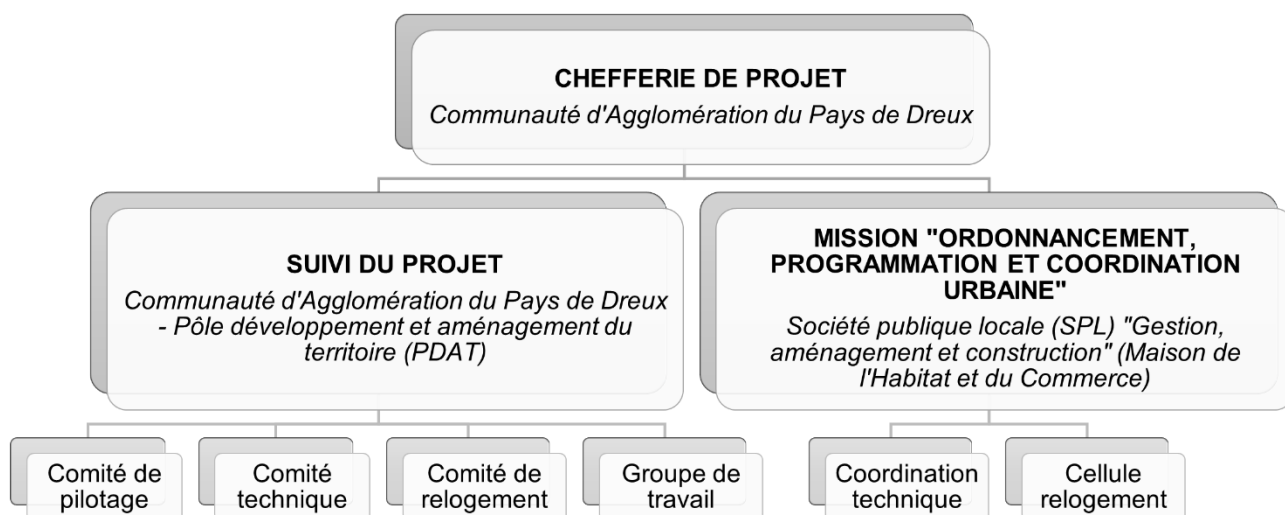 CHEFFERIE DE PROJET
Communauté d'Agglomération du Pays de Dreux
SUIVI DU PROJET
Communauté d'Agglomération du Pays de Dreux
- Pôle développement et aménagement du
territoire (PDAT)
MISSION "ORDONNANCEMENT,
PROGRAMMATION ET COORDINATION
URBAINE"
Société publique locale (SPL) "Gestion,
aménagement et construction" (Maison de
l'Habitat et du Commerce)
Comité de
pilotage
Comité
technique
Comité de
relogement
Groupe de
travail
Coordination
technique
Cellule
relogement